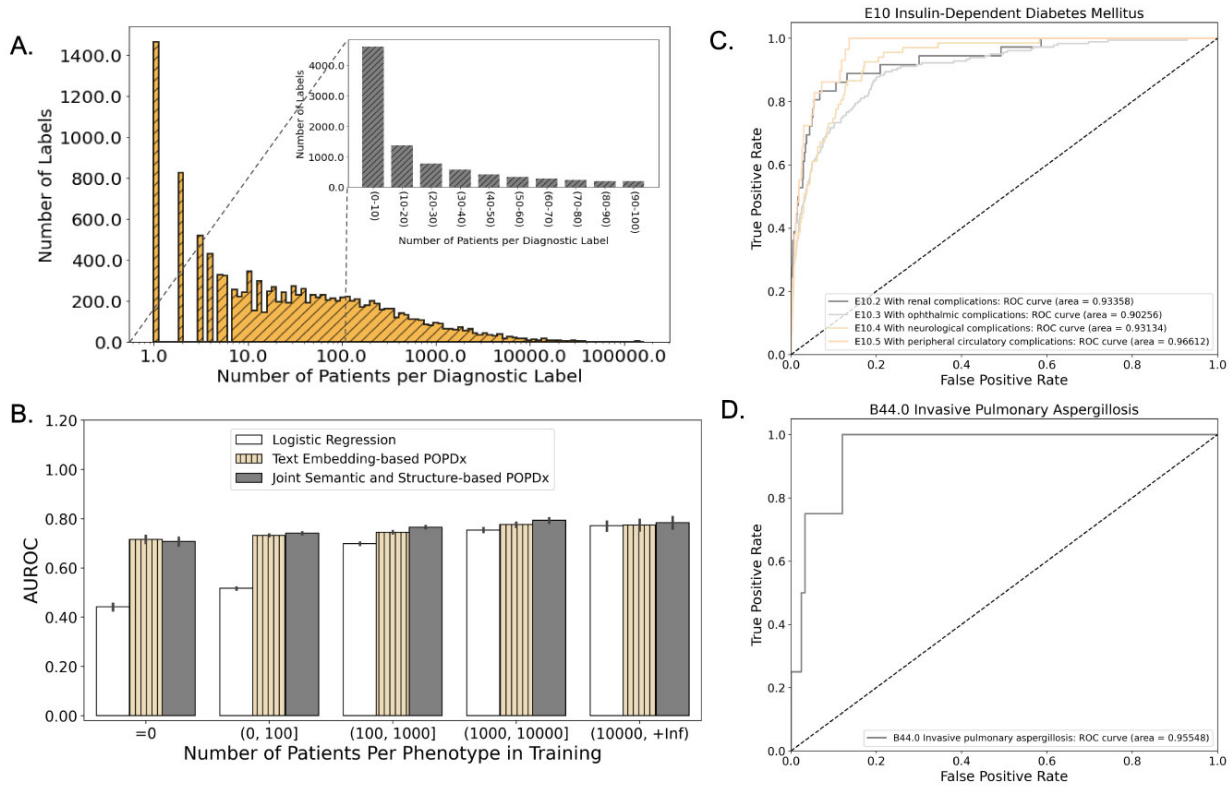 A.
1400.0
1200.0
1000.0
800.0
600.0
400.0
200.0
0.0
Number of Labels
1.0
10.0
100.0
1000.0
10000.0
100000.0
Number of Patients per Diagnostic Label
4000.0
3000.0
2000.0
1000.0
0.0
Number of Labels
(0-10)
(10-20)
(20-30)
(30-40)
(40-50)
(50-60)
(60-70)
(70-80)
(80-90)
(90-100)
Number of Patients per Diagnostic Label
B.
1.20
1.00
0.80
0.60
0.40
0.20
0.00
AUROC
Logistic Regression
Text Embedding-based POPDx
Joint Semantic and Structure-based POPDx
=0
(0, 100]
(100, 1000]
(1000, 10000]
(10000, +Inf)
Number of Patients Per Phenotype in Training
C.
E10 Insulin-Dependent Diabetes Mellitus
1.0
0.8
0.6
0.4
0.2
0.0
True Positive Rate
E10.2 With renal complications: ROC curve (area = 0.93358)
E10.3 With ophthalmic complications: ROC curve (area = 0.90256)
E10.4 With neurological complications: ROC curve (area = 0.93134)
E10.5 With peripheral circulatory complications: ROC curve (area = 0.96612)
0.0
0.2
0.4
0.6
0.8
1.0
False Positive Rate
D.
B44.0 Invasive Pulmonary Aspergillosis
1.0
0.8
0.6
0.4
0.2
0.0
True Positive Rate
B44.0 Invasive pulmonary aspergillosis: ROC curve (area = 0.95548)
0.0
0.2
0.4
0.6
0.8
1.0
False Positive Rate